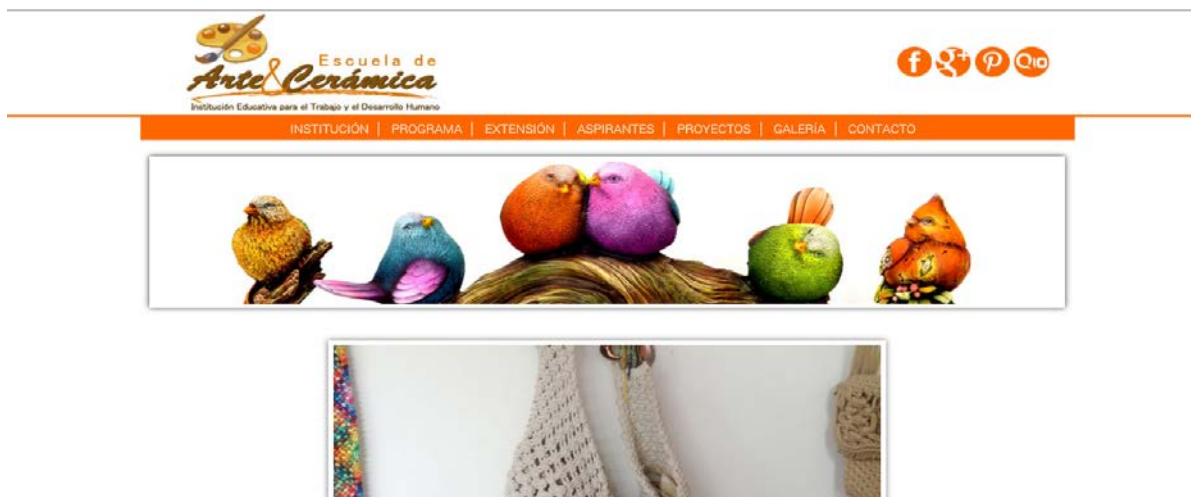 Escuela de
Arte&Cerámica
Institución Educativa para el Trabajo y el Desarrollo Humano
f g+ P Q10
INSTITUCIÓN | PROGRAMA | EXTENSIÓN | ASPIRANTES | PROYECTOS | GALERÍA | CONTACTO